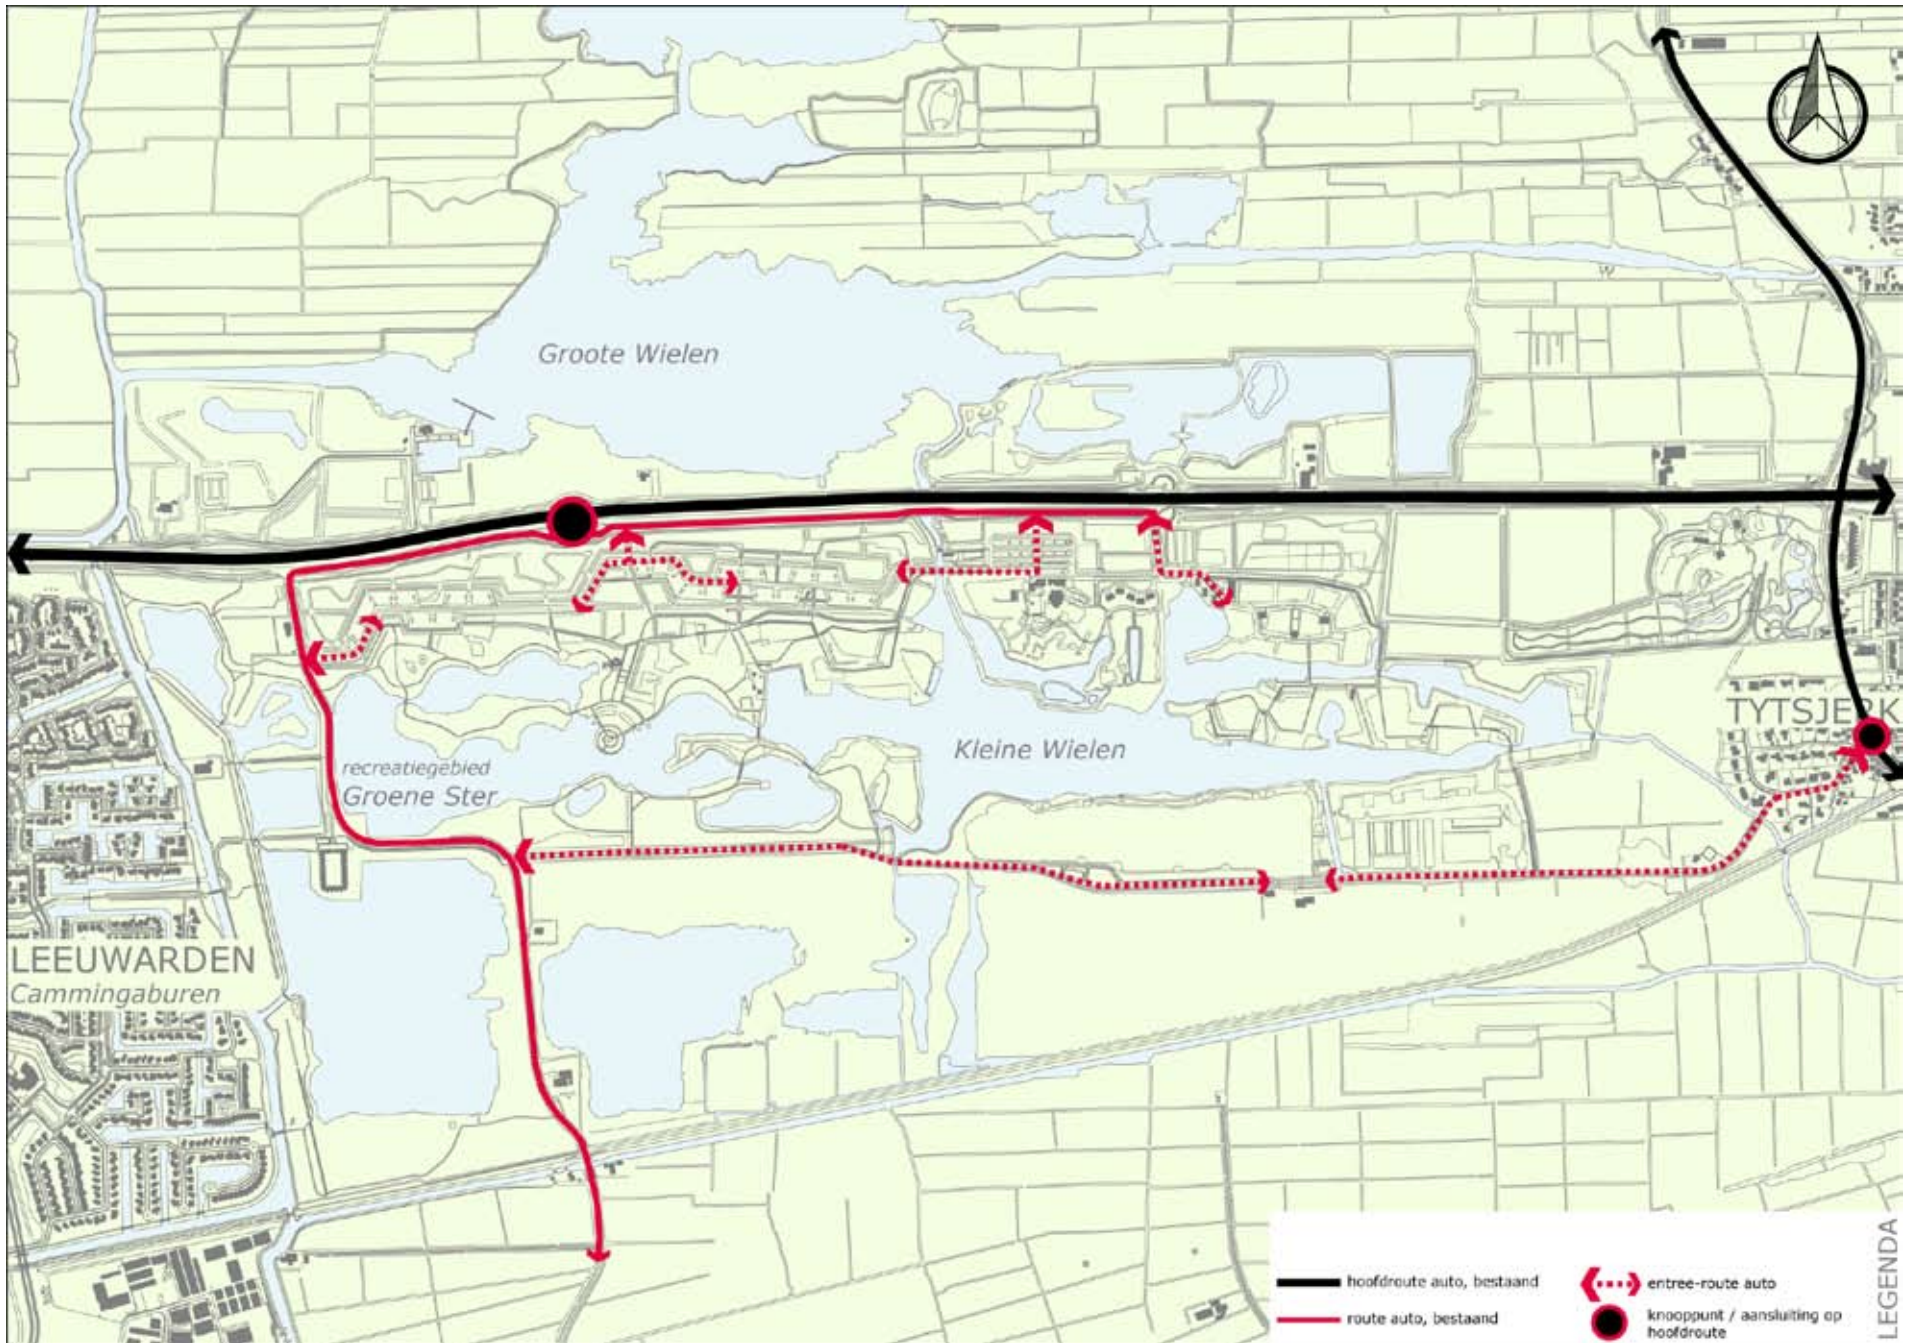 Groote Wielen
Kleine Wielen
TYTSJERK
recreatiegebied
Groene Ster
LEEUWARDEN
Cammingaburen
hoofdroute auto, bestaand
route auto, bestaand
entree-route auto
knooppunt / aansluiting op
hoofdroute
LEGENDA